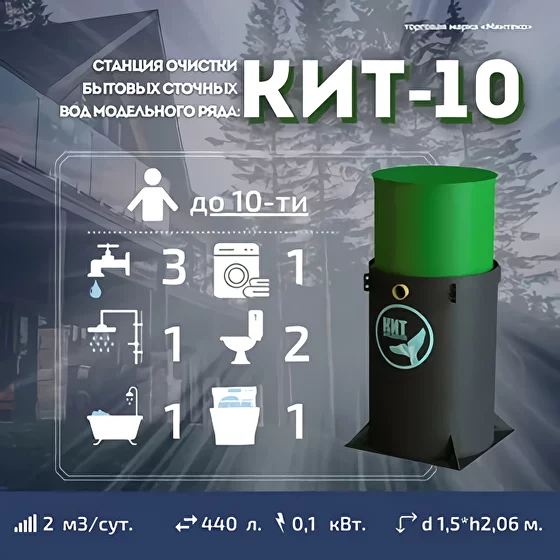 торговая марка «Мантека»
СТАНЦИЯ ОЧИСТКИ
БЫТОВЫХ СТОЧНЫХ
ВОД МОДЕЛЬНОГО РЯДА:
КИТ-10
до 10-ти
3 1
1 2
1 1
КИТ
2 м3/сут. 440 л. 0,1 кВт. d 1,5*h2,06 м.